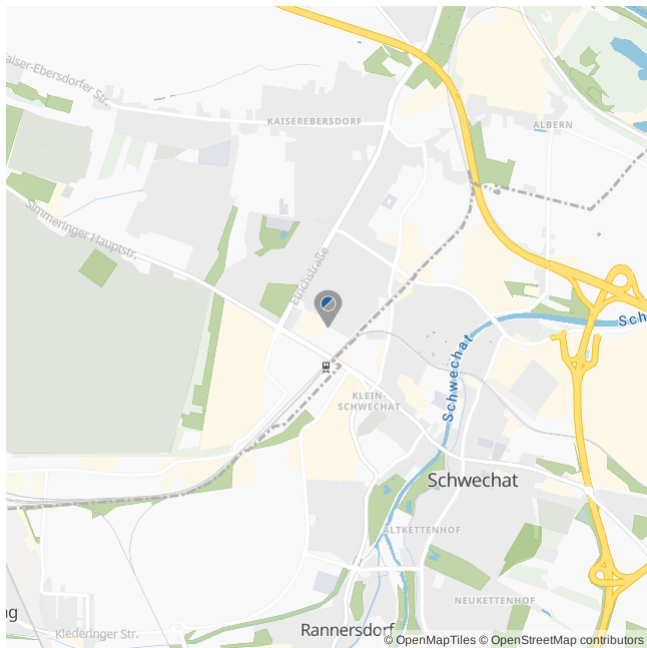 Kaiser-Ebersdorfer Str.
KAISEREBERSDORF
ALBERN
Simmeringer Hauptstr.
Etrichstraße
Sch
Schwechat
KLEIN-
SCHWECHAT
Schwechat
ALTKETTENHOF
NEUKETTENHOF
ng
Klederinger Str.
Rannersdorf
© OpenMapTiles © OpenStreetMap contributors